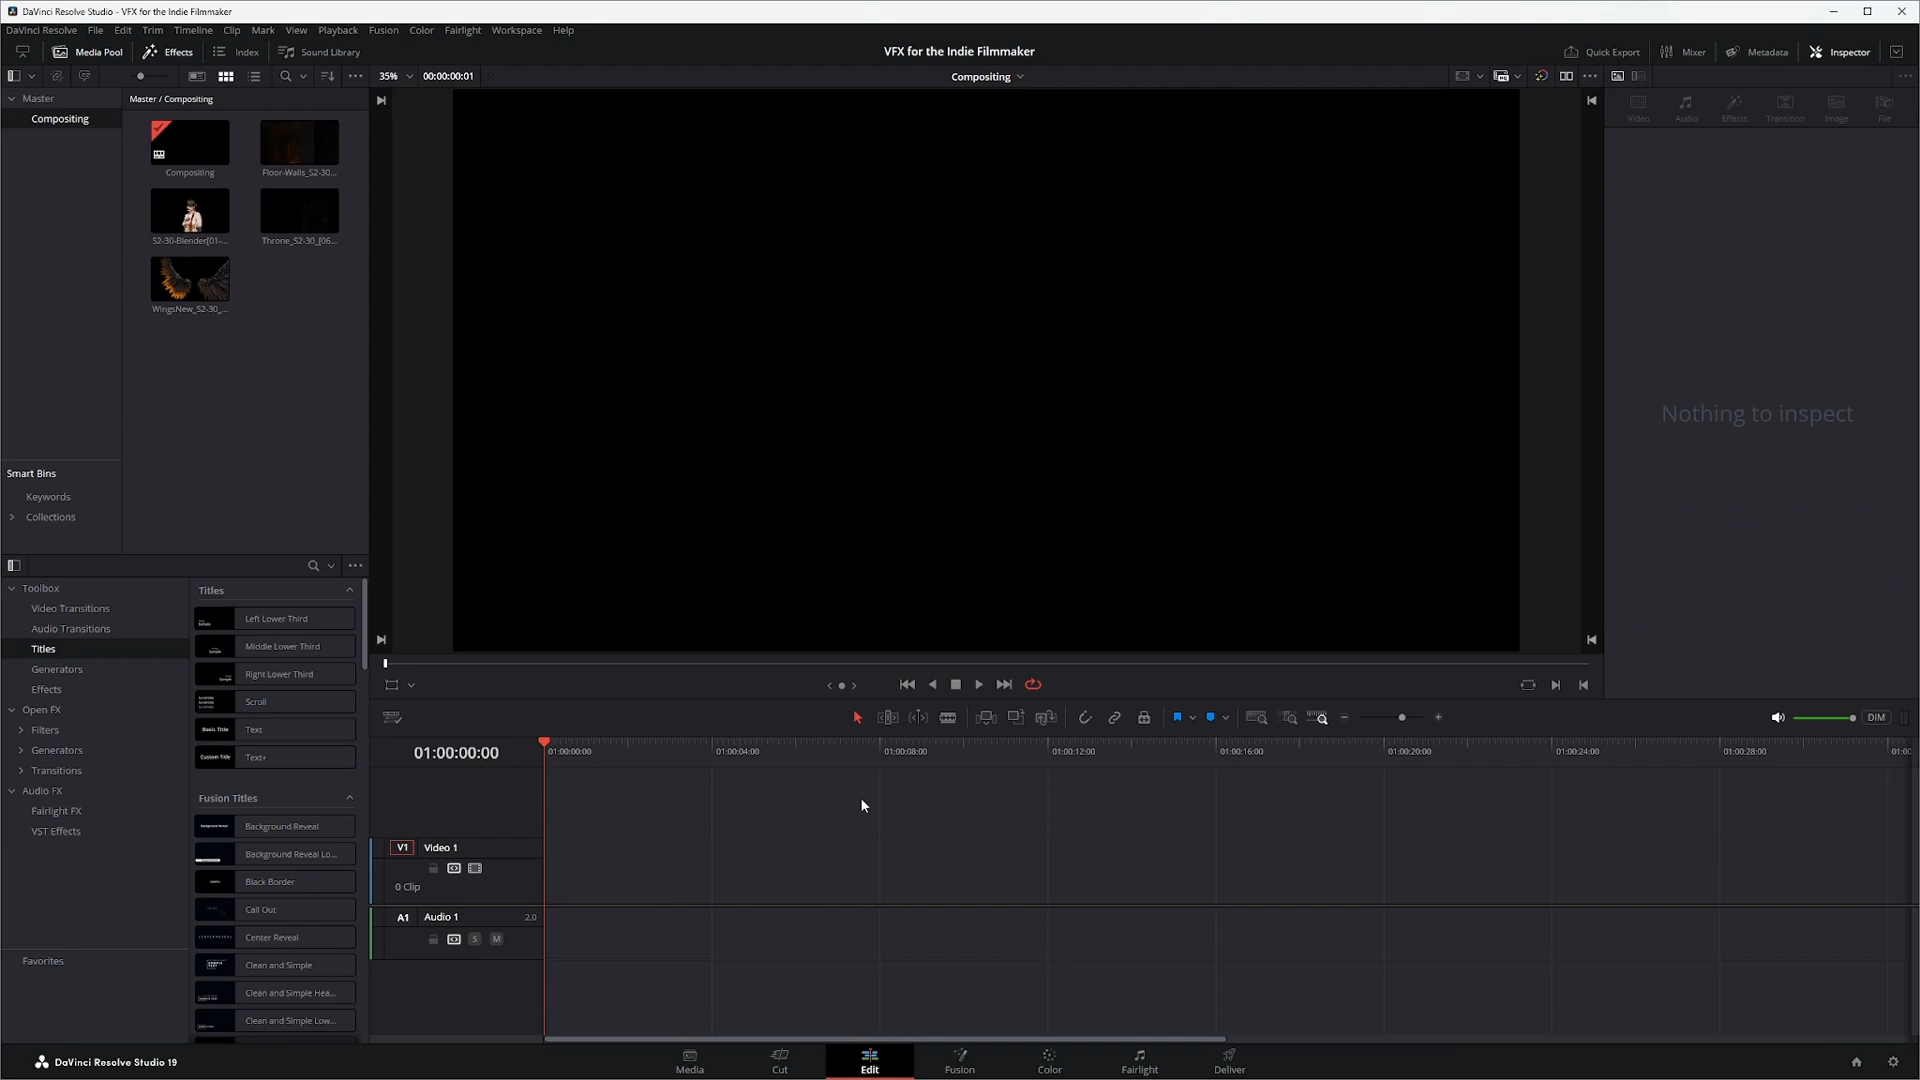 DaVinci Resolve Studio - VFX for the Indie Filmmaker
DaVinci Resolve File Edit Trim Timeline Clip Mark View Playback Fusion Color Fairlight Workspace Help
Media Pool Effects Index Sound Library
VFX for the Indie Filmmaker
Quick Export Mixer Metadata Inspector
35% 00:00:00:01
Compositing
Master
Compositing
Master / Compositing
Compositing
Floor-Walls_S2-30...
S2-30-Blender[01-...
Throne_S2-30_[06...
WingsNew_S2-30_...
Video Audio Effects Transition Image File
Nothing to inspect
Smart Bins
Keywords
Collections
Toolbox
Video Transitions
Audio Transitions
Titles
Generators
Effects
Open FX
Filters
Generators
Transitions
Audio FX
Fairlight FX
VST Effects
Favorites
Titles
Left Lower Third
Middle Lower Third
Right Lower Third
Scroll
Basic Title Text
Custom Title Text+
Fusion Titles
Background Reveal
Background Reveal Lo...
Black Border
Call Out
Center Reveal
Clean and Simple
Clean and Simple Hea...
Clean and Simple Low...
DIM
01:00:00:00
01:00:00:00 01:00:04:00 01:00:08:00 01:00:12:00 01:00:16:00 01:00:20:00 01:00:24:00 01:00:28:00 01:00
V1 Video 1
0 Clip
A1 Audio 1 2.0
S M
DaVinci Resolve Studio 19
Media Cut Edit Fusion Color Fairlight Deliver